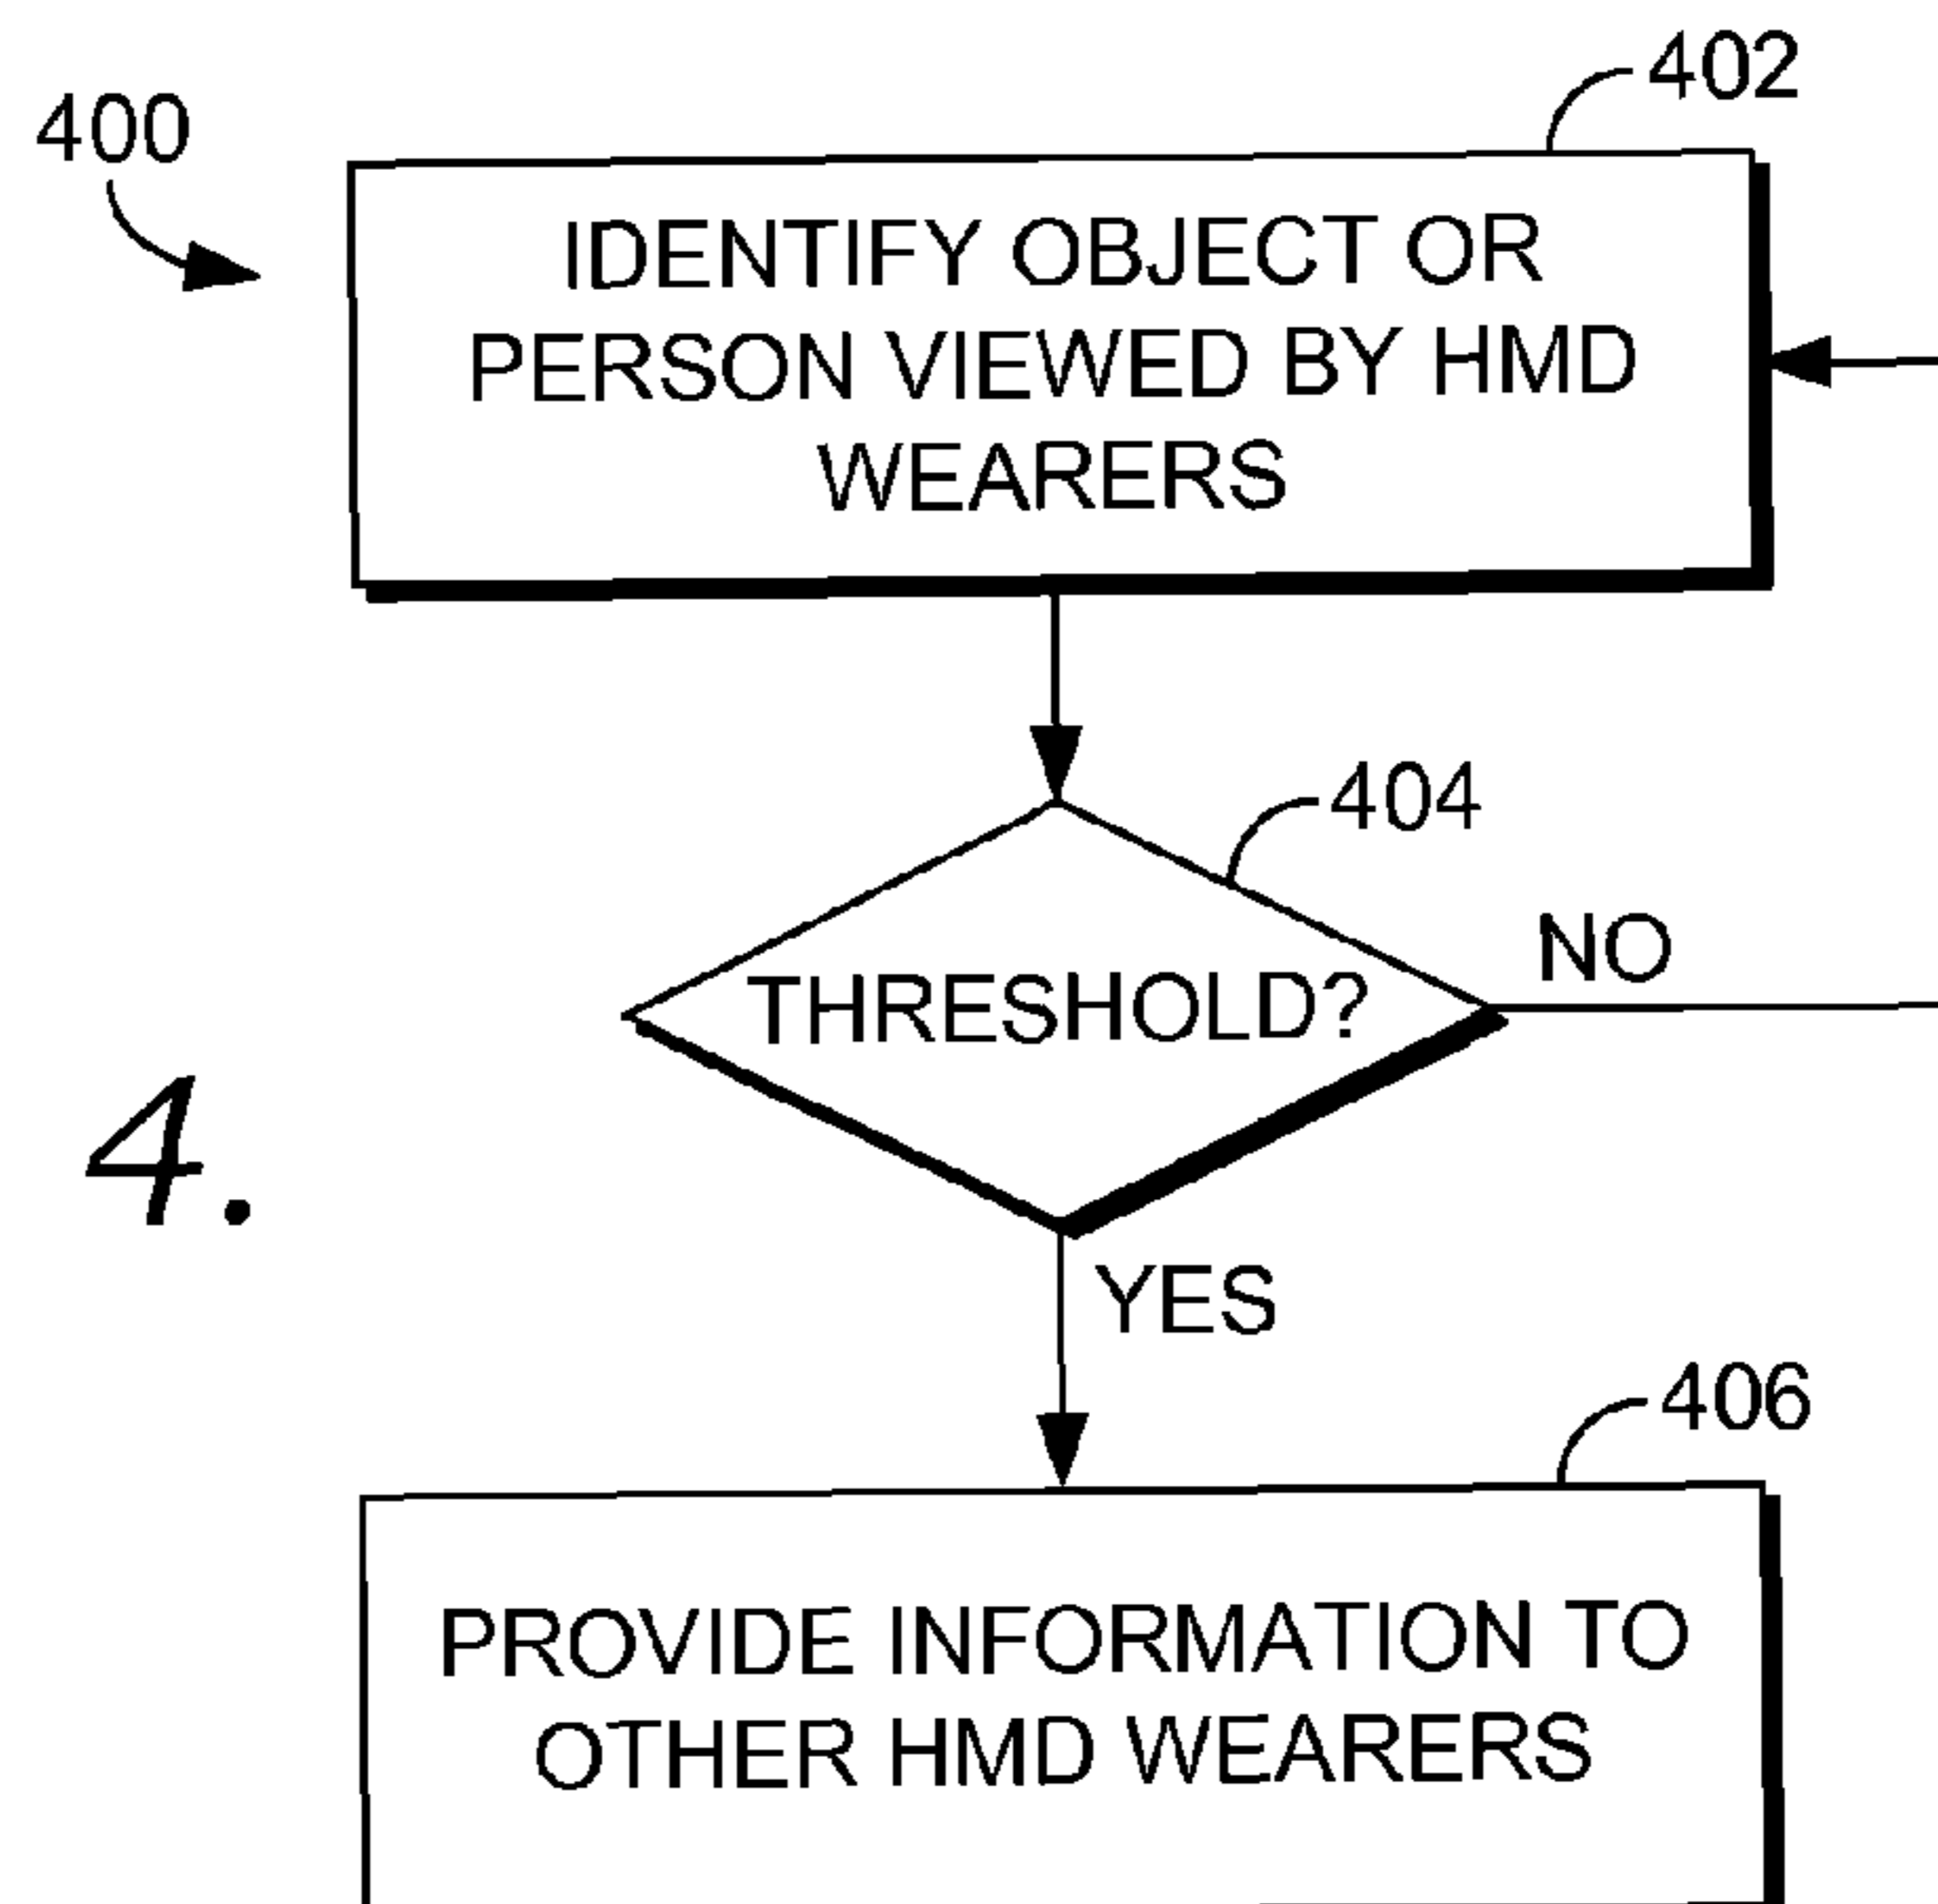 400
402
IDENTIFY OBJECT OR
PERSON VIEWED BY HMD
WEARERS
404
THRESHOLD?
NO
4.
YES
406
PROVIDE INFORMATION TO
OTHER HMD WEARERS